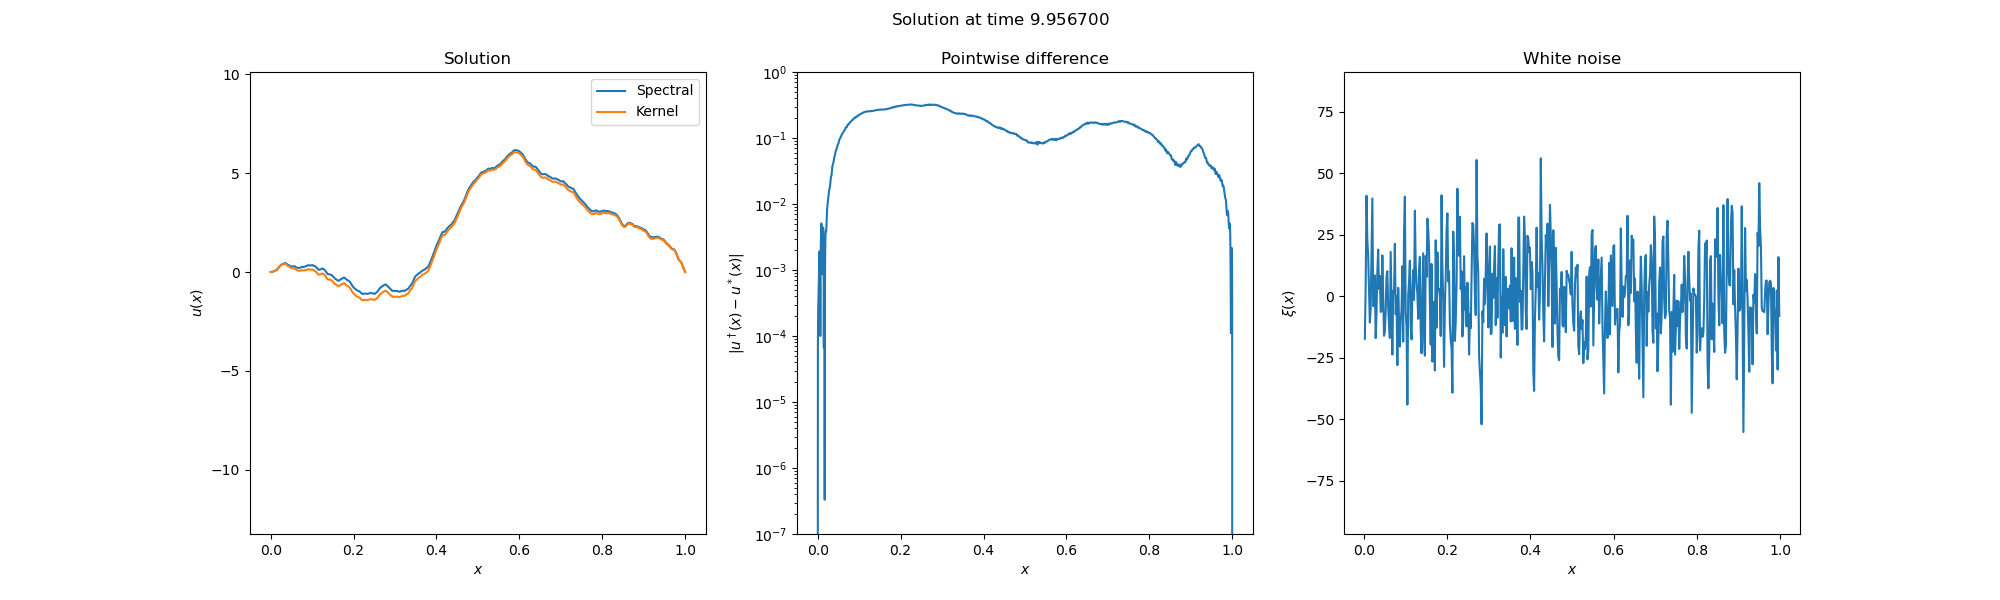 Solution at time 9.956700
Solution
10
5
0
−5
−10
u(x)
0.0 0.2 0.4 0.6 0.8 1.0
x
Spectral
Kernel
Pointwise difference
10⁰
10⁻¹
10⁻²
10⁻³
10⁻⁴
10⁻⁵
10⁻⁶
10⁻⁷
|u†(x) − u*(x)|
0.0 0.2 0.4 0.6 0.8 1.0
x
White noise
75
50
25
0
−25
−50
−75
ξ(x)
0.0 0.2 0.4 0.6 0.8 1.0
x